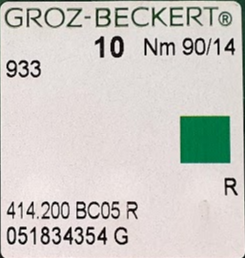 GROZ-BECKERT®
10 Nm 90/14
933
R
414.200 BC05 R
051834354 G